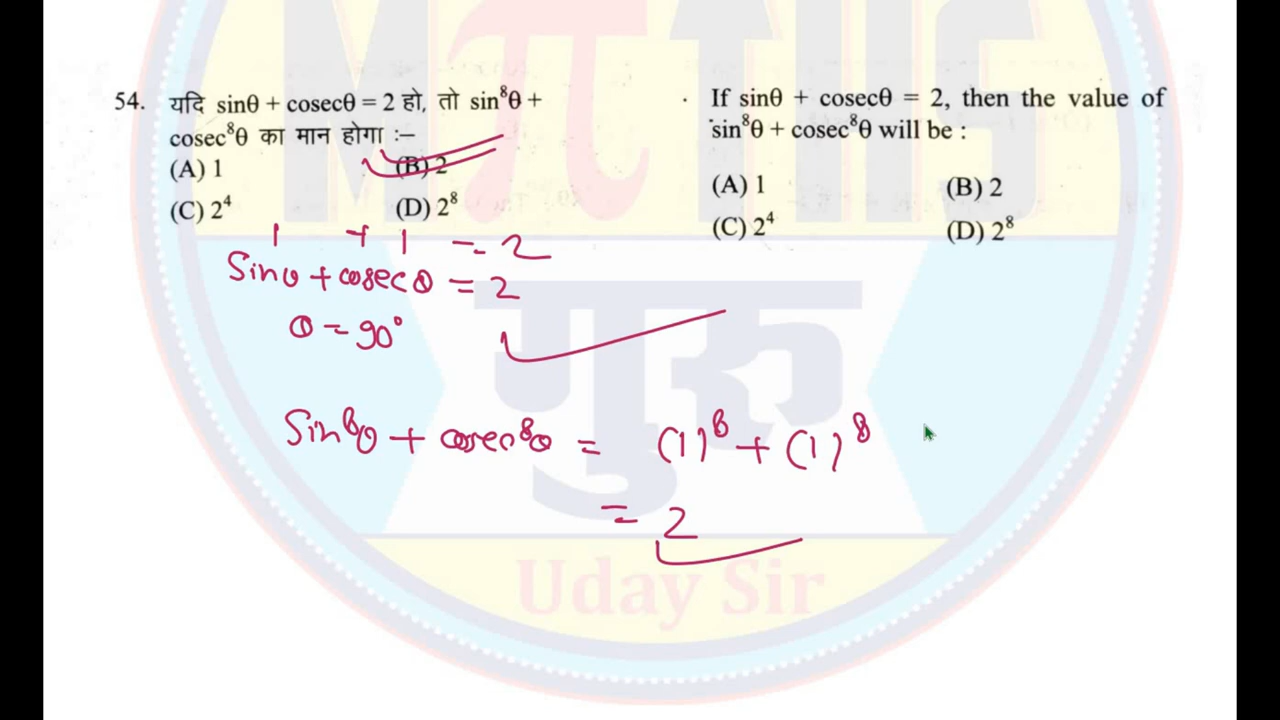 MATHS
54. यदि sinθ + cosecθ = 2 हो, तो sin⁸θ +
cosec⁸θ का मान होगा :–
(A) 1 (B) 2
(C) 2⁴ (D) 2⁸
If sinθ + cosecθ = 2, then the value of
sin⁸θ + cosec⁸θ will be :
(A) 1 (B) 2
(C) 2⁴ (D) 2⁸
1 + 1 = 2
Sinθ + cosecθ = 2
θ = 90°
Sin⁸θ + cosec⁸θ = (1)⁸ + (1)⁸
= 2
गुरु
Uday Sir